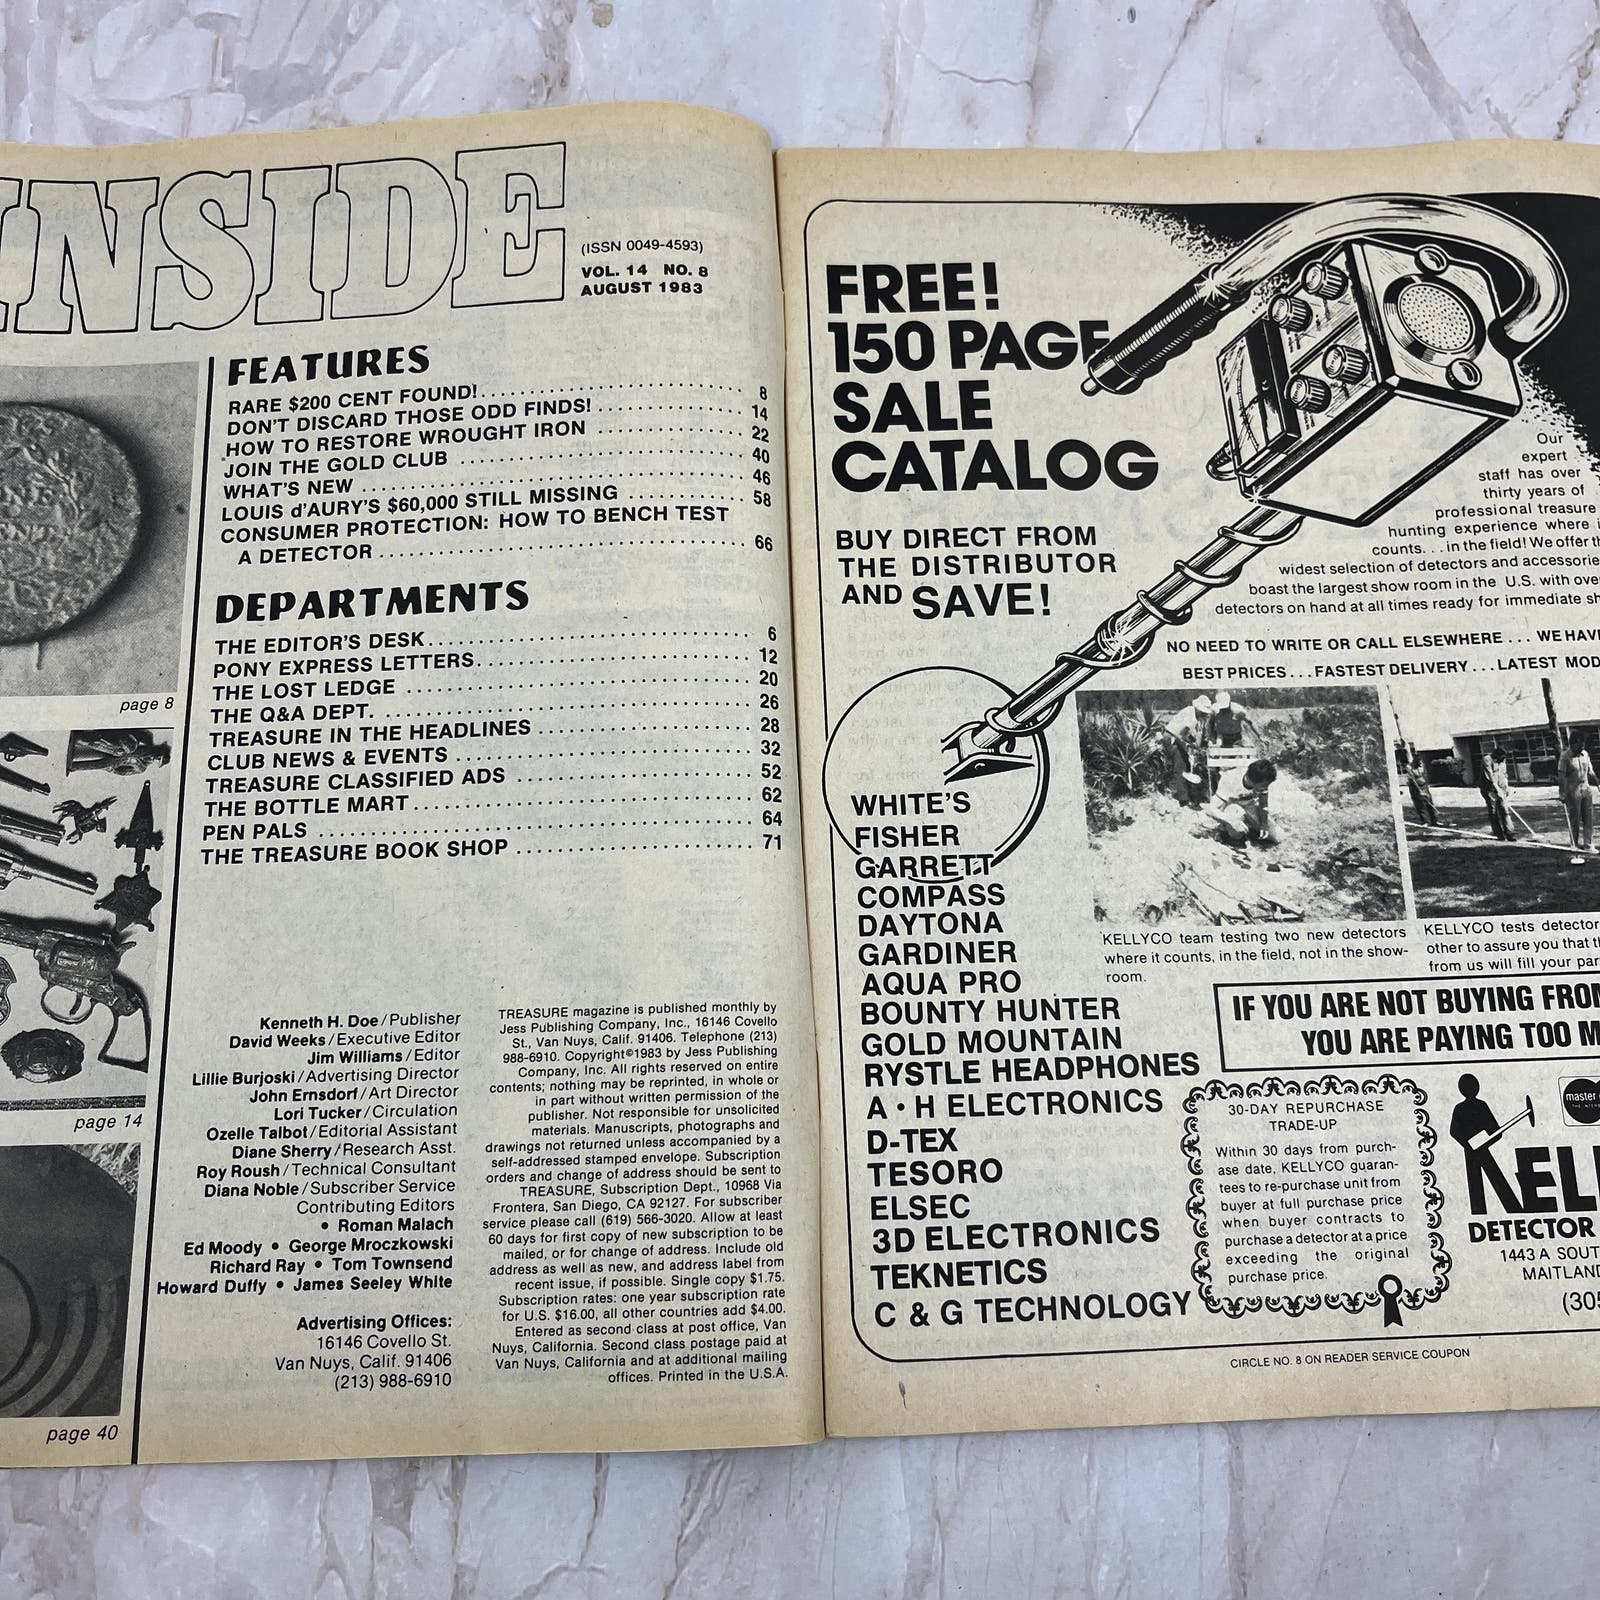 INSIDE
(ISSN 0049-4593)
VOL. 14 NO. 8
AUGUST 1983
FEATURES
RARE $200 CENT FOUND! 8
DON'T DISCARD THOSE ODD FINDS! 14
HOW TO RESTORE WROUGHT IRON 22
JOIN THE GOLD CLUB 40
WHAT'S NEW 46
LOUIS d'AURY'S $60,000 STILL MISSING 58
CONSUMER PROTECTION: HOW TO BENCH TEST
A DETECTOR 66
DEPARTMENTS
THE EDITOR'S DESK 6
PONY EXPRESS LETTERS 12
THE LOST LEDGE 20
THE Q&A DEPT. 26
TREASURE IN THE HEADLINES 28
CLUB NEWS & EVENTS 32
TREASURE CLASSIFIED ADS 52
THE BOTTLE MART 62
PEN PALS 64
THE TREASURE BOOK SHOP 71
page 8
page 14
page 40
Kenneth H. Doe/Publisher
David Weeks/Executive Editor
Jim Williams/Editor
Lillie Burjoski/Advertising Director
John Ernsdorf/Art Director
Lori Tucker/Circulation
Ozelle Talbot/Editorial Assistant
Diane Sherry/Research Asst.
Roy Roush/Technical Consultant
Diana Noble/Subscriber Service
Contributing Editors
• Roman Malach
Ed Moody • George Mroczkowski
Richard Ray • Tom Townsend
Howard Duffy • James Seeley White
Advertising Offices:
16146 Covello St.
Van Nuys, Calif. 91406
(213) 988-6910
TREASURE magazine is published monthly by
Jess Publishing Company, Inc., 16146 Covello
St., Van Nuys, Calif. 91406. Telephone (213)
988-6910. Copyright©1983 by Jess Publishing
Company, Inc. All rights reserved on entire
contents; nothing may be reprinted, in whole or
in part without written permission of the
publisher. Not responsible for unsolicited
materials. Manuscripts, photographs and
drawings not returned unless accompanied by a
self-addressed stamped envelope. Subscription
orders and change of address should be sent to
TREASURE, Subscription Dept., 10968 Via
Frontera, San Diego, CA 92127. For subscriber
service please call (619) 566-3020. Allow at least
60 days for first copy of new subscription to be
mailed, or for change of address. Include old
address as well as new, and address label from
recent issue, if possible. Single copy $1.75.
Subscription rates: one year subscription rate
for U.S. $16.00, all other countries add $4.00.
Entered as second class at post office, Van
Nuys, California. Second class postage paid at
Van Nuys, California and at additional mailing
offices. Printed in the U.S.A.
FREE!
150 PAGE
SALE
CATALOG
BUY DIRECT FROM
THE DISTRIBUTOR
AND SAVE!
Our
expert
staff has over
thirty years of
professional treasure
hunting experience where
counts. . . in the field! We offer
widest selection of detectors and
boast the largest show room in the U.S. with over
detectors on hand at all times ready for immediate
NO NEED TO WRITE OR CALL ELSEWHERE . . . WE HAVE
BEST PRICES . . . FASTEST DELIVERY . . . LATEST
WHITE'S
FISHER
GARRETT
COMPASS
DAYTONA
GARDINER
AQUA PRO
BOUNTY HUNTER
GOLD MOUNTAIN
RYSTLE HEADPHONES
A • H ELECTRONICS
D-TEX
TESORO
ELSEC
3D ELECTRONICS
TEKNETICS
C & G TECHNOLOGY
KELLYCO team testing two new detectors
where it counts, in the field, not in the show-
room.
KELLYCO tests
other to assure you that
from us will fill your
IF YOU ARE NOT BUYING FROM
YOU ARE PAYING TOO
30-DAY REPURCHASE
TRADE-UP
Within 30 days from purch-
ase date, KELLYCO guaran-
tees to re-purchase unit from
buyer at full purchase price
when buyer contracts to
purchase a detector at a price
exceeding the original
purchase price.
master
KELL
DETECTOR
1443 A SOUT
MAITLAND
(305
CIRCLE NO. 8 ON READER SERVICE COUPON